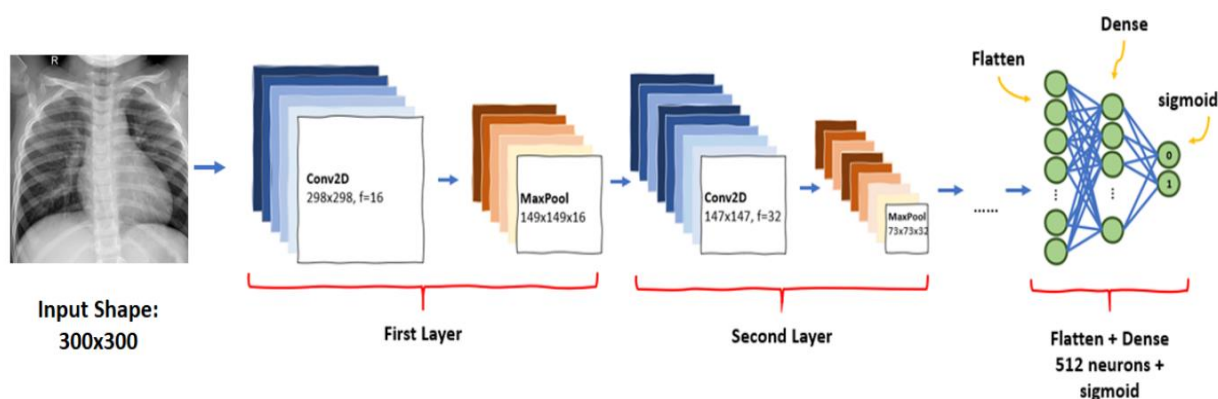 R
Input Shape:
300x300
Conv2D
298x298, f=16
MaxPool
149x149x16
First Layer
Conv2D
147x147, f=32
MaxPool
73x73x32
Second Layer
......
Flatten
Dense
sigmoid
0
1
Flatten + Dense
512 neurons +
sigmoid